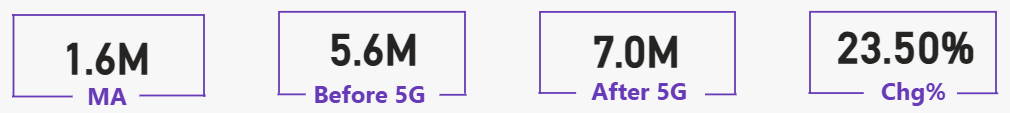 1.6M
MA
5.6M
Before 5G
7.0M
After 5G
23.50%
Chg%